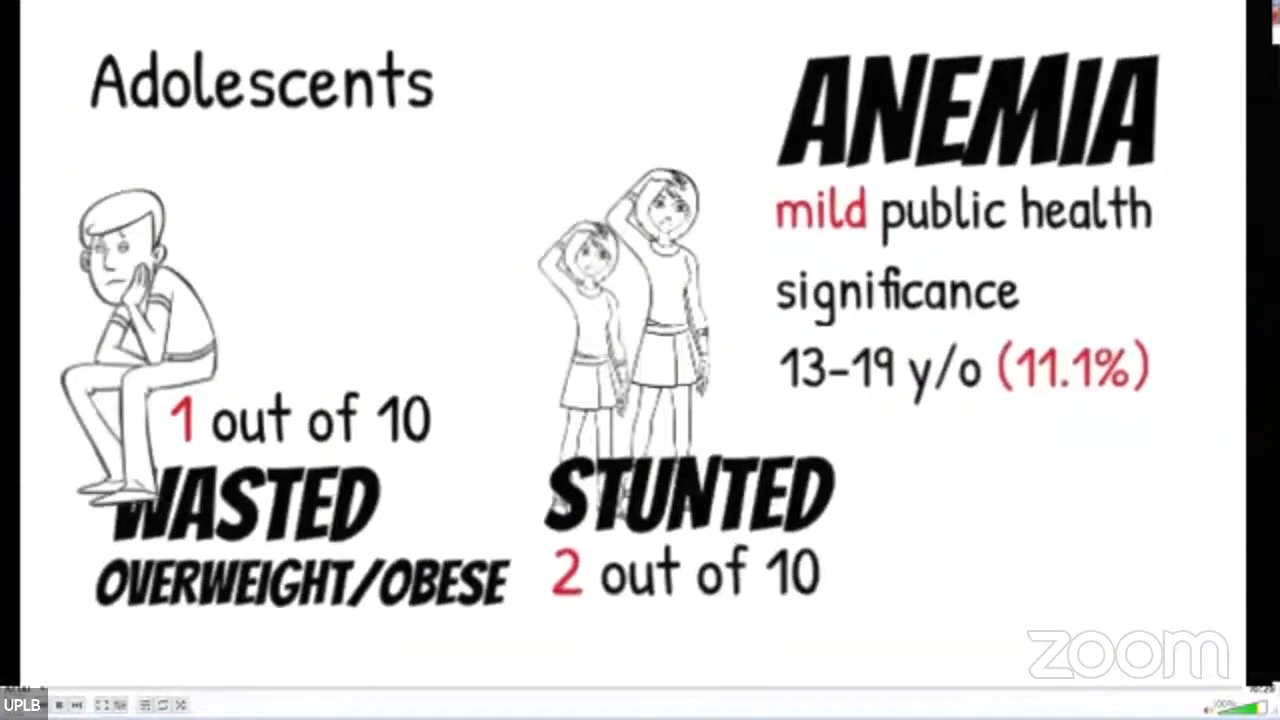 Adolescents
1 out of 10
WASTED
OVERWEIGHT/OBESE
STUNTED
2 out of 10
ANEMIA
mild public health
significance
13-19 y/o (11.1%)
zoom
UPLB
100%